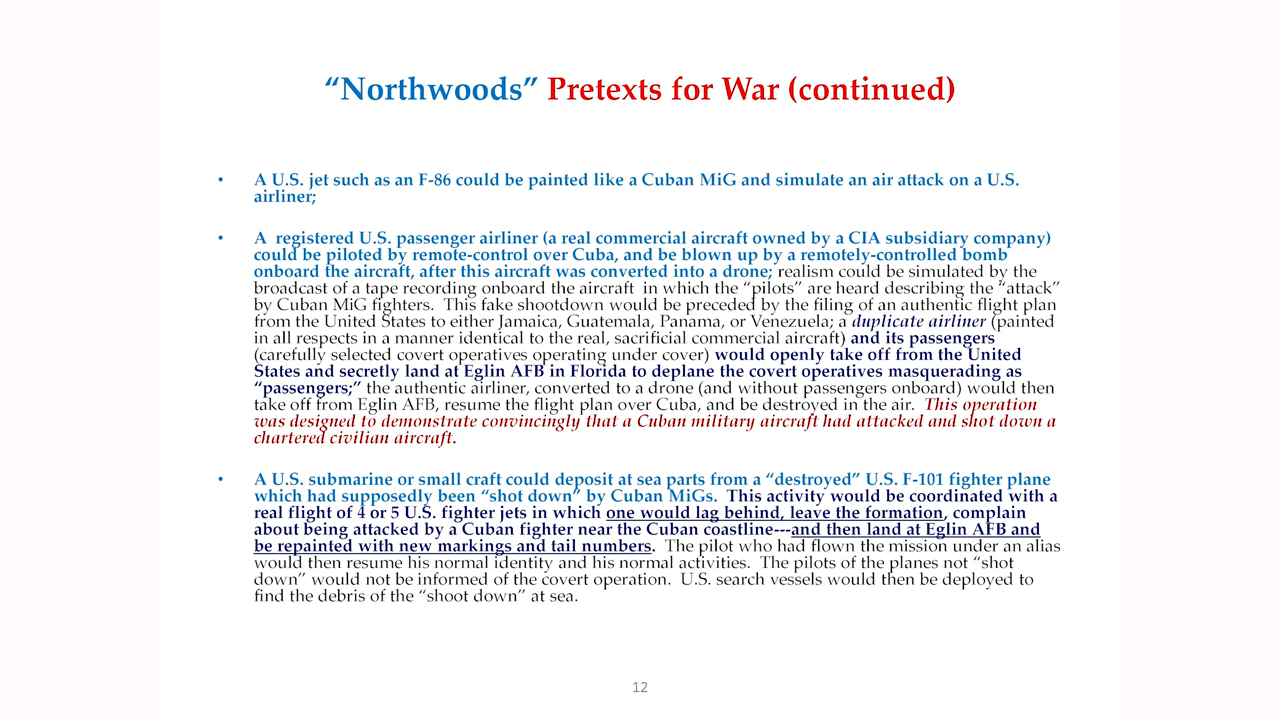 “Northwoods” Pretexts for War (continued)
• A U.S. jet such as an F-86 could be painted like a Cuban MiG and simulate an air attack on a U.S.
airliner;
• A registered U.S. passenger airliner (a real commercial aircraft owned by a CIA subsidiary company)
could be piloted by remote-control over Cuba, and be blown up by a remotely-controlled bomb
onboard the aircraft, after this aircraft was converted into a drone; realism could be simulated by the
broadcast of a tape recording onboard the aircraft in which the “pilots” are heard describing the “attack”
by Cuban MiG fighters. This fake shootdown would be preceded by the filing of an authentic flight plan
from the United States to either Jamaica, Guatemala, Panama, or Venezuela; a duplicate airliner (painted
in all respects in a manner identical to the real, sacrificial commercial aircraft) and its passengers
(carefully selected covert operatives operating under cover) would openly take off from the United
States and secretly land at Eglin AFB in Florida to deplane the covert operatives masquerading as
“passengers;” the authentic airliner, converted to a drone (and without passengers onboard) would then
take off from Eglin AFB, resume the flight plan over Cuba, and be destroyed in the air. This operation
was designed to demonstrate convincingly that a Cuban military aircraft had attacked and shot down a
chartered civilian aircraft.
• A U.S. submarine or small craft could deposit at sea parts from a “destroyed” U.S. F-101 fighter plane
which had supposedly been “shot down” by Cuban MiGs. This activity would be coordinated with a
real flight of 4 or 5 U.S. fighter jets in which one would lag behind, leave the formation, complain
about being attacked by a Cuban fighter near the Cuban coastline---and then land at Eglin AFB and
be repainted with new markings and tail numbers. The pilot who had flown the mission under an alias
would then resume his normal identity and his normal activities. The pilots of the planes not “shot
down” would not be informed of the covert operation. U.S. search vessels would then be deployed to
find the debris of the “shoot down” at sea.
12